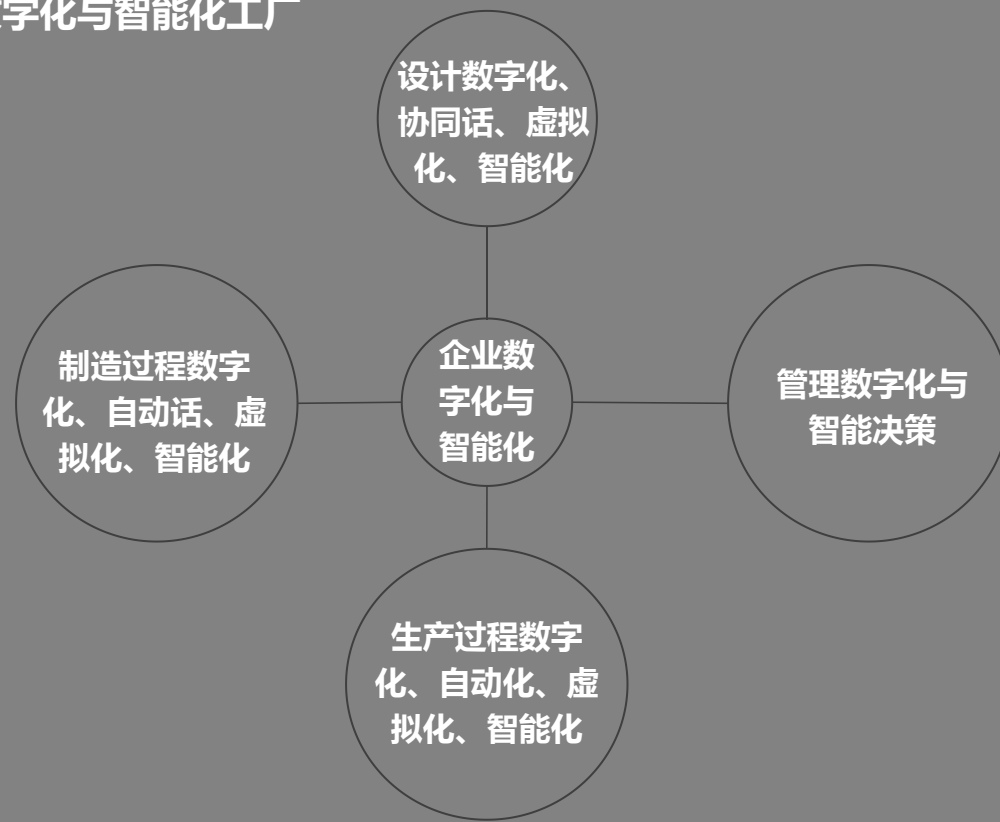 字化与智能化工厂
设计数字化、
协同话、虚拟
化、智能化
制造过程数字
化、自动话、虚
拟化、智能化
企业数
字化与
智能化
管理数字化与
智能决策
生产过程数字
化、自动化、虚
拟化、智能化